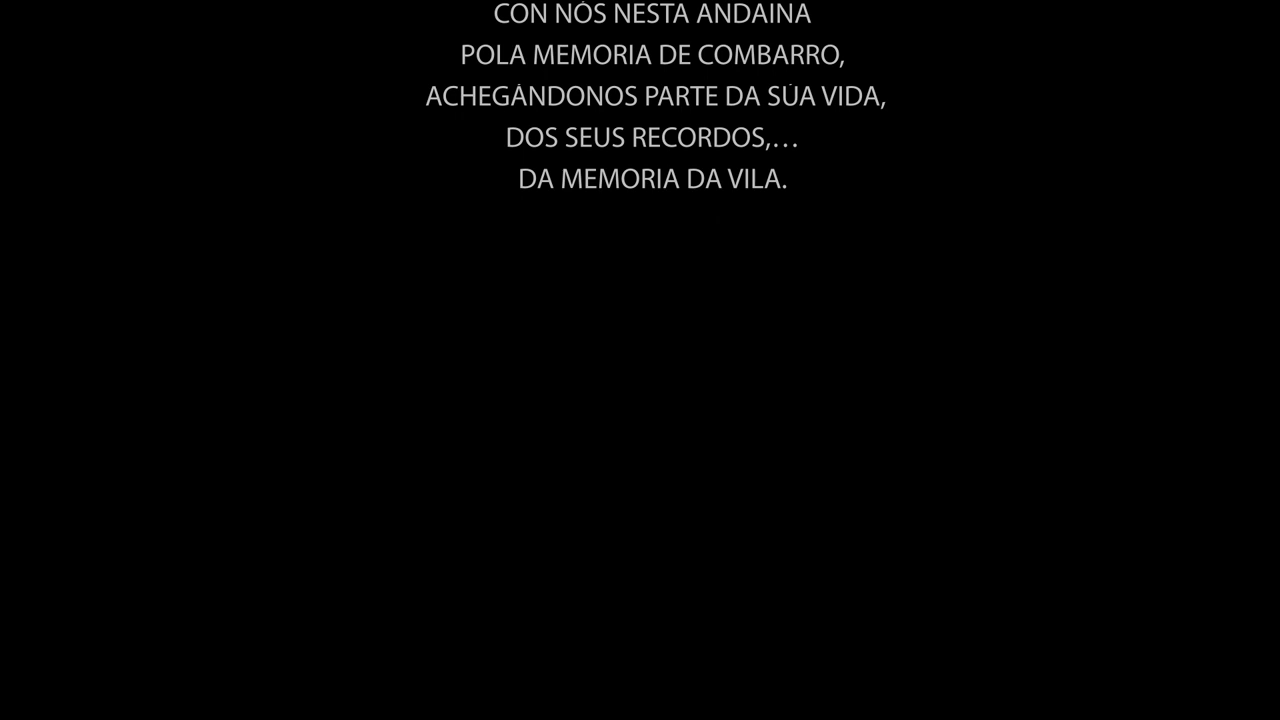 CON NÓS NESTA ANDAINA
POLA MEMORIA DE COMBARRO,
ACHEGÁNDONOS PARTE DA SÚA VIDA,
DOS SEUS RECORDOS,…
DA MEMORIA DA VILA.